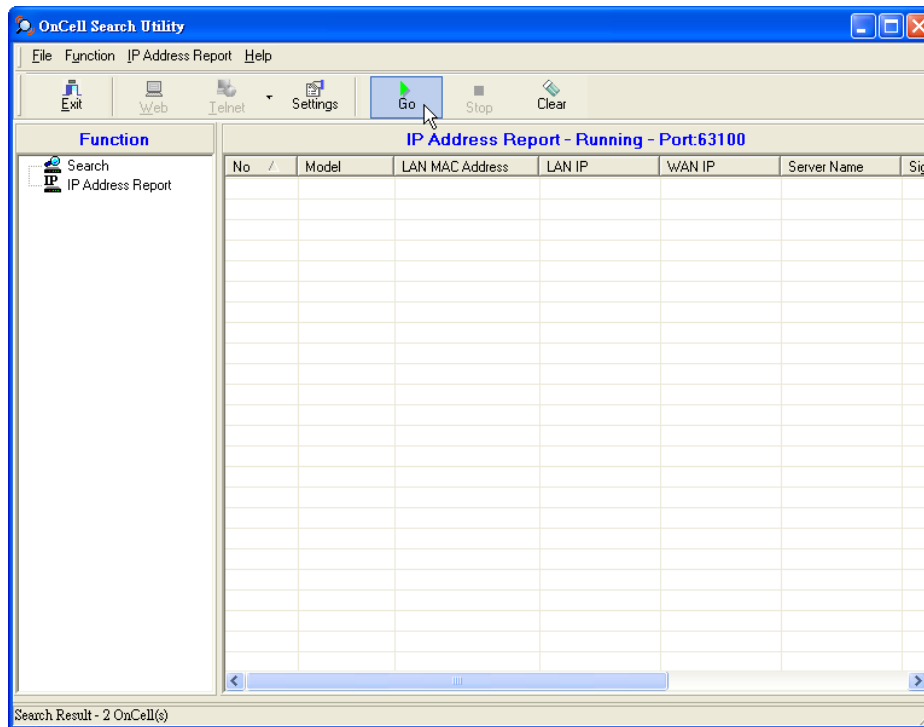 OnCell Search Utility
File Function IP Address Report Help
Exit Web Telnet Settings Go Stop Clear
Function
IP Address Report - Running - Port:63100
Search
IP Address Report
No Model LAN MAC Address LAN IP WAN IP Server Name Sig
Search Result - 2 OnCell(s)